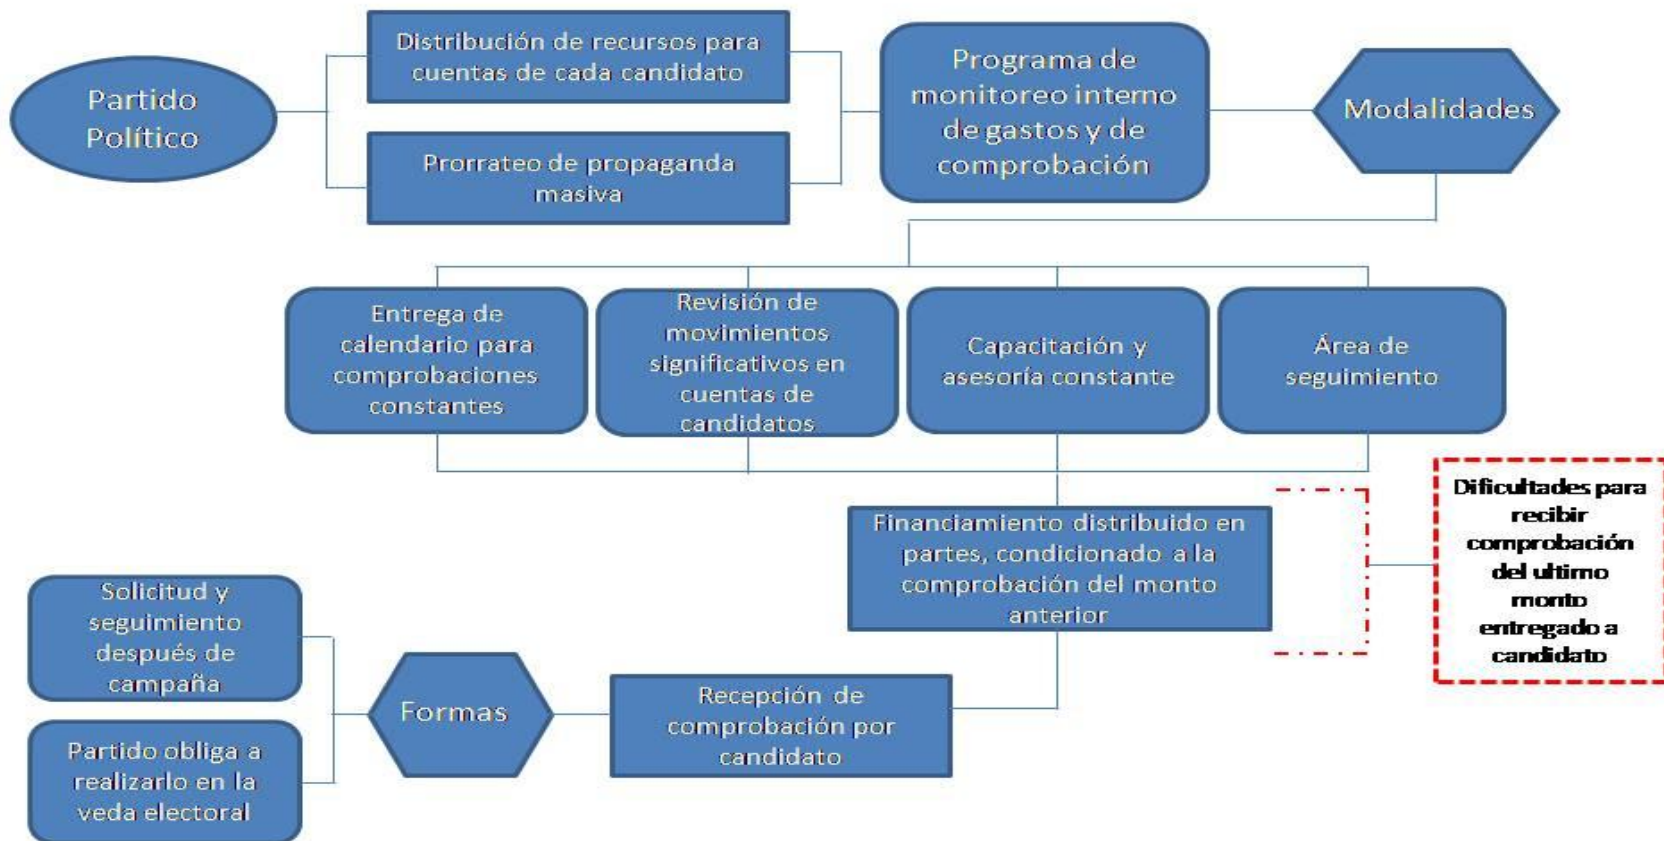 Partido
Político
Distribución de recursos para
cuentas de cada candidato
Prorrateo de propaganda
masiva
Programa de
monitoreo interno
de gastos y de
comprobación
Modalidades
Entrega de
calendario para
comprobaciones
constantes
Revisión de
movimientos
significativos en
cuentas de
candidatos
Capacitación y
asesoría constante
Área de
seguimiento
Financiamiento distribuido en
partes, condicionado a la
comprobación del monto
anterior
Dificultades para
recibir
comprobación
del ultimo
monto
entregado a
candidato
Recepción de
comprobación por
candidato
Formas
Solicitud y
seguimiento
después de
campaña
Partido obliga a
realizarlo en la
veda electoral